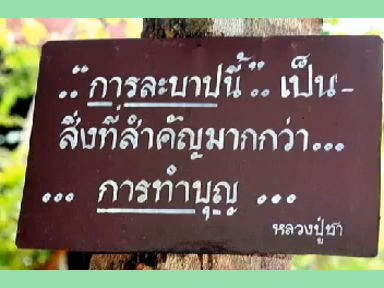 ..“การละบาปนี้”.. เป็น-
สิ่งที่สำคัญมากกว่า...
... การทำบุญ ...
หลวงปู่ชา